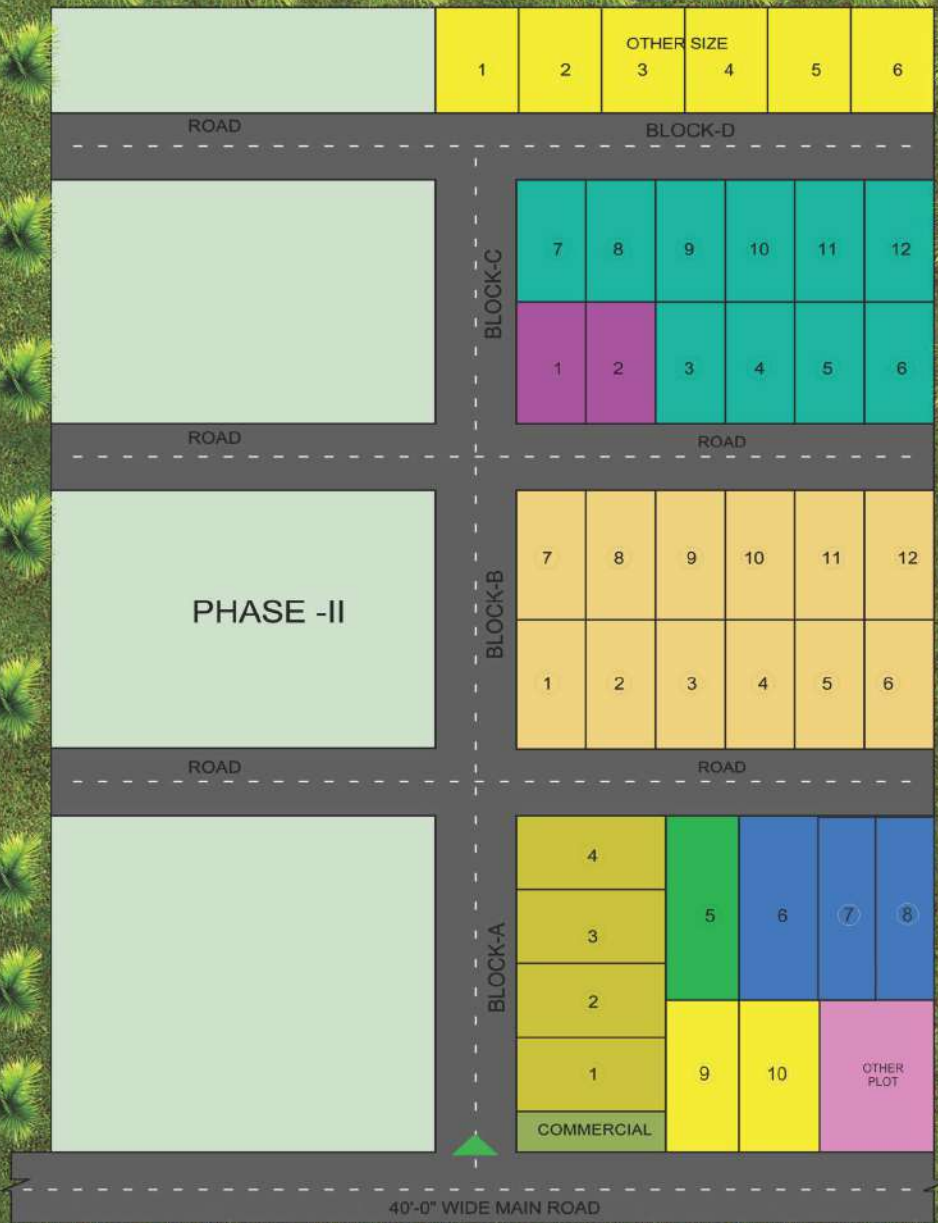 OTHER SIZE
1 2 3 4 5 6
ROAD
BLOCK-D
BLOCK-C
7 8 9 10 11 12
1 2 3 4 5 6
ROAD
ROAD
PHASE -II
BLOCK-B
7 8 9 10 11 12
1 2 3 4 5 6
ROAD
ROAD
BLOCK-A
4
3
2
1
COMMERCIAL
5 6 7 8
9 10
OTHER
PLOT
40'-0" WIDE MAIN ROAD